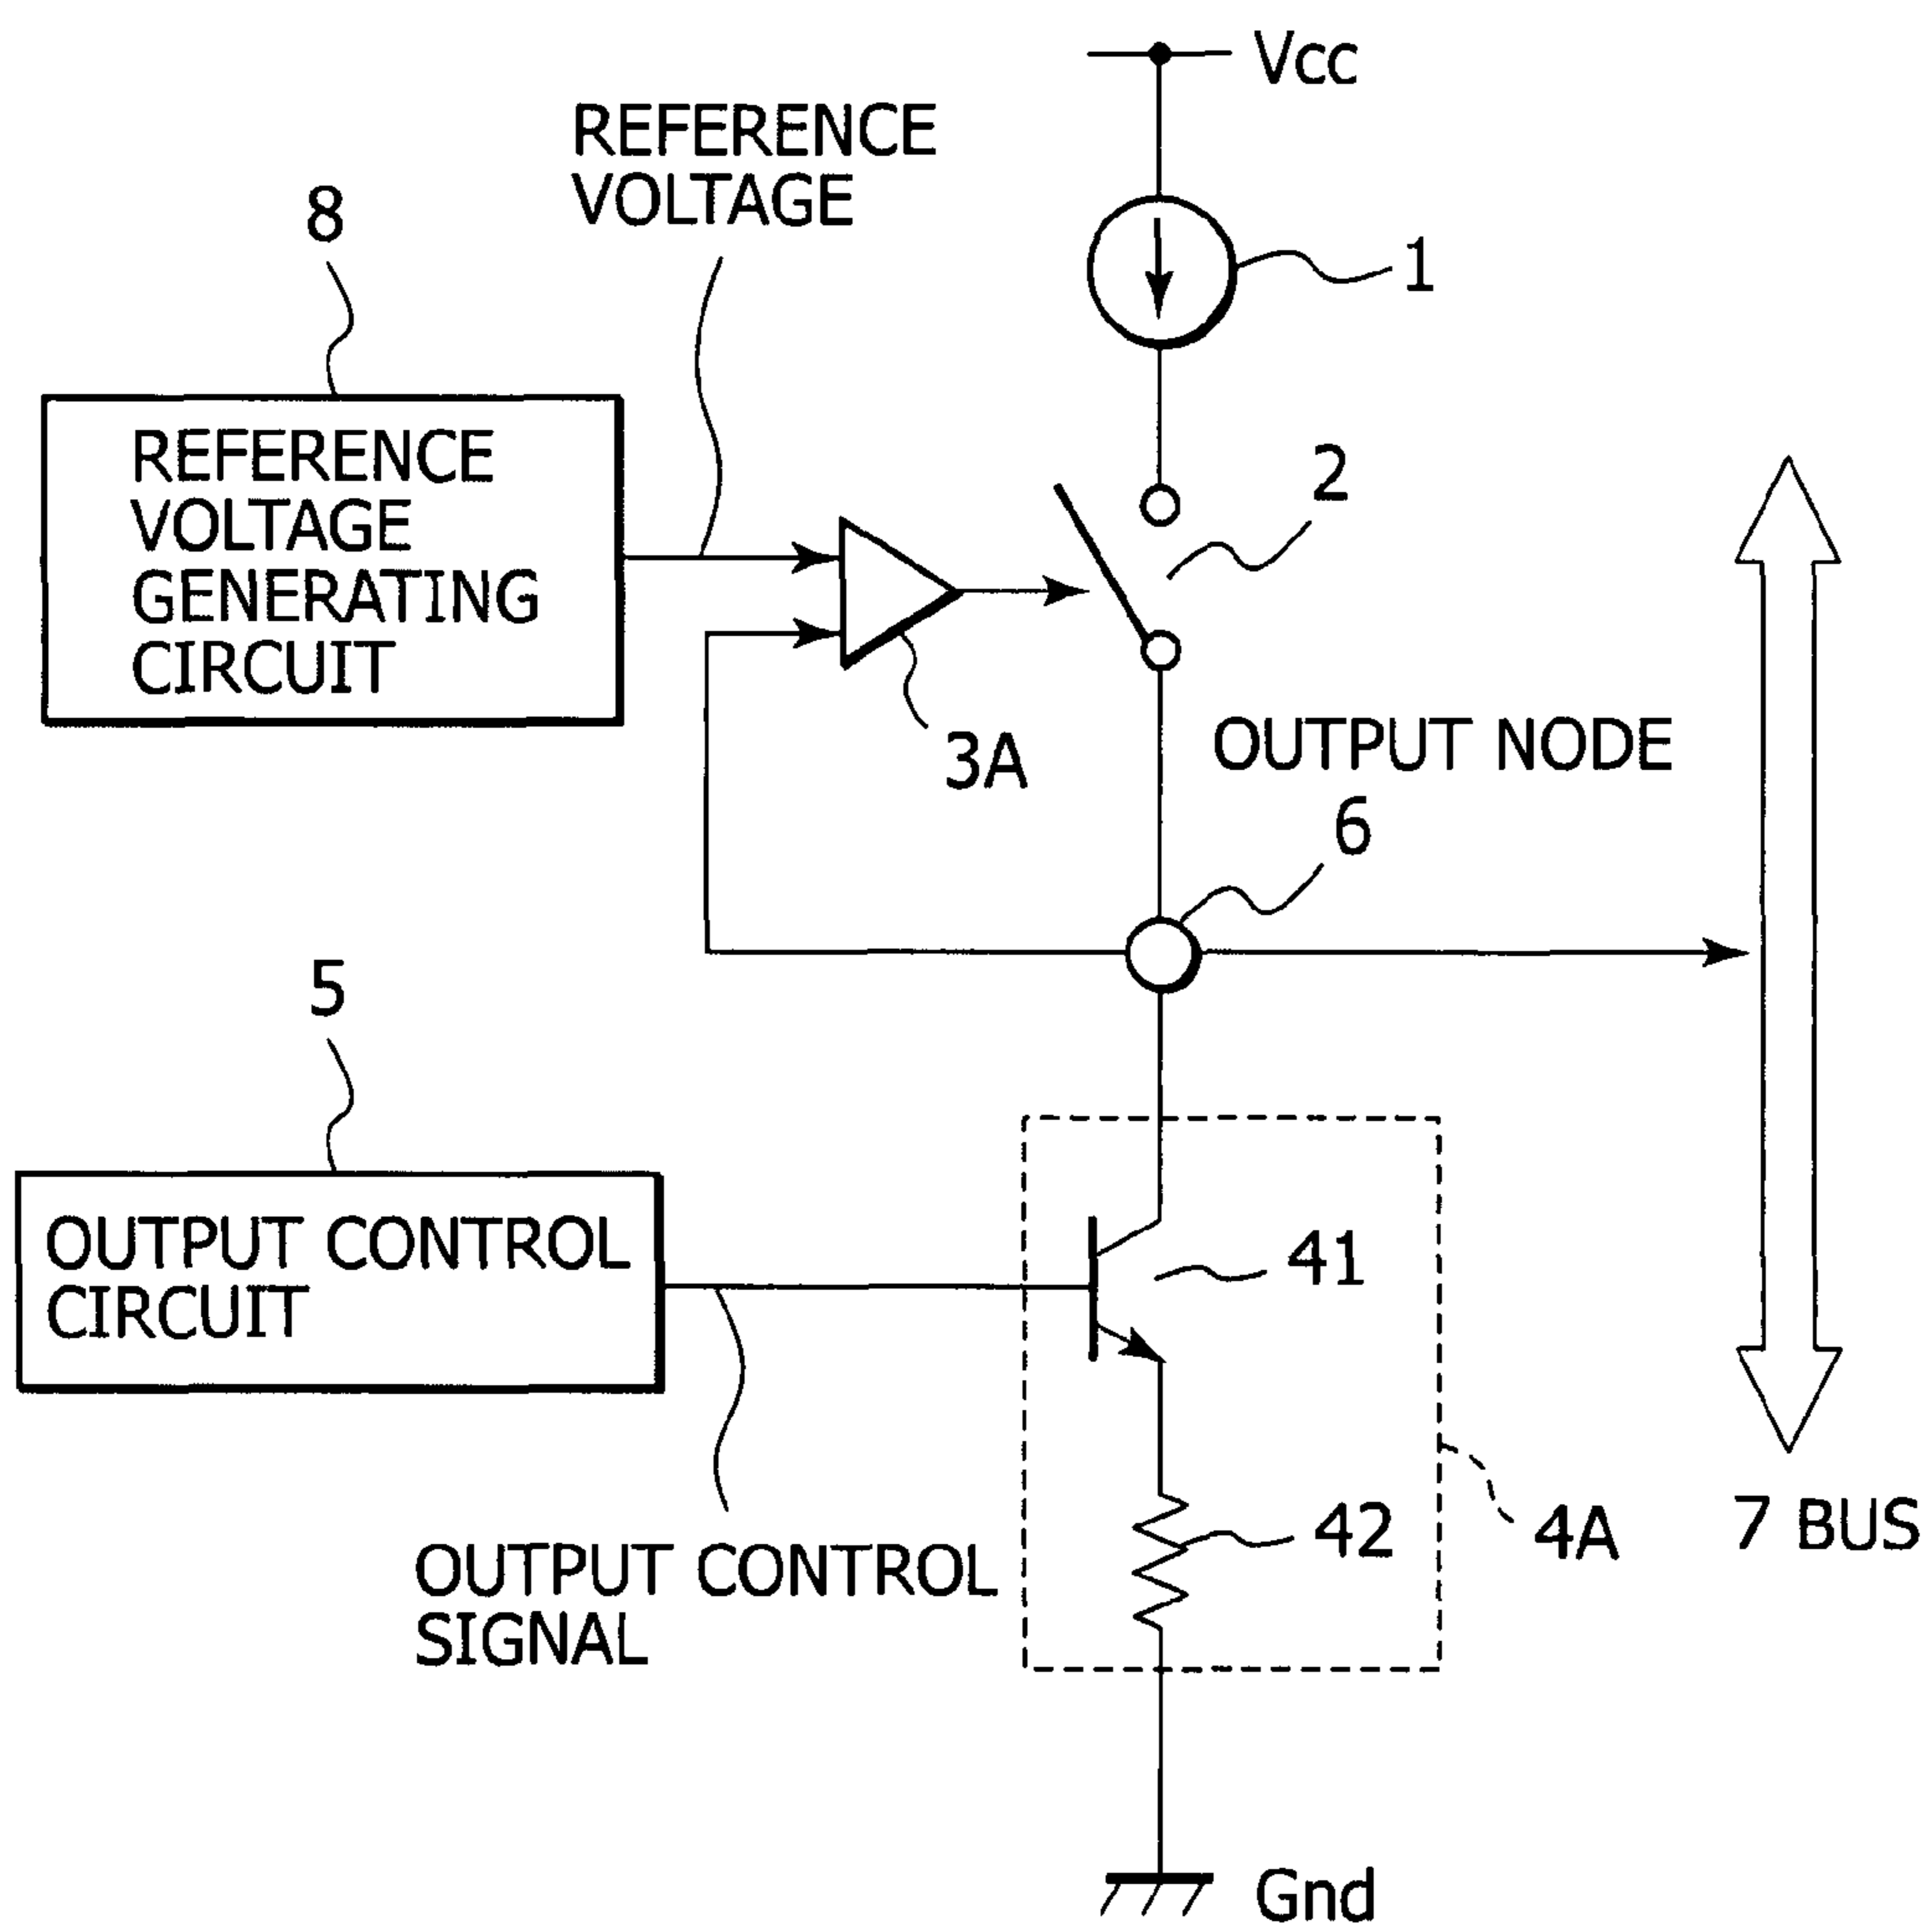 Vcc
REFERENCE
VOLTAGE
8
1
REFERENCE
VOLTAGE
GENERATING
CIRCUIT
2
3A
OUTPUT NODE
6
5
OUTPUT CONTROL
CIRCUIT
41
OUTPUT CONTROL
SIGNAL
42
4A
7 BUS
Gnd